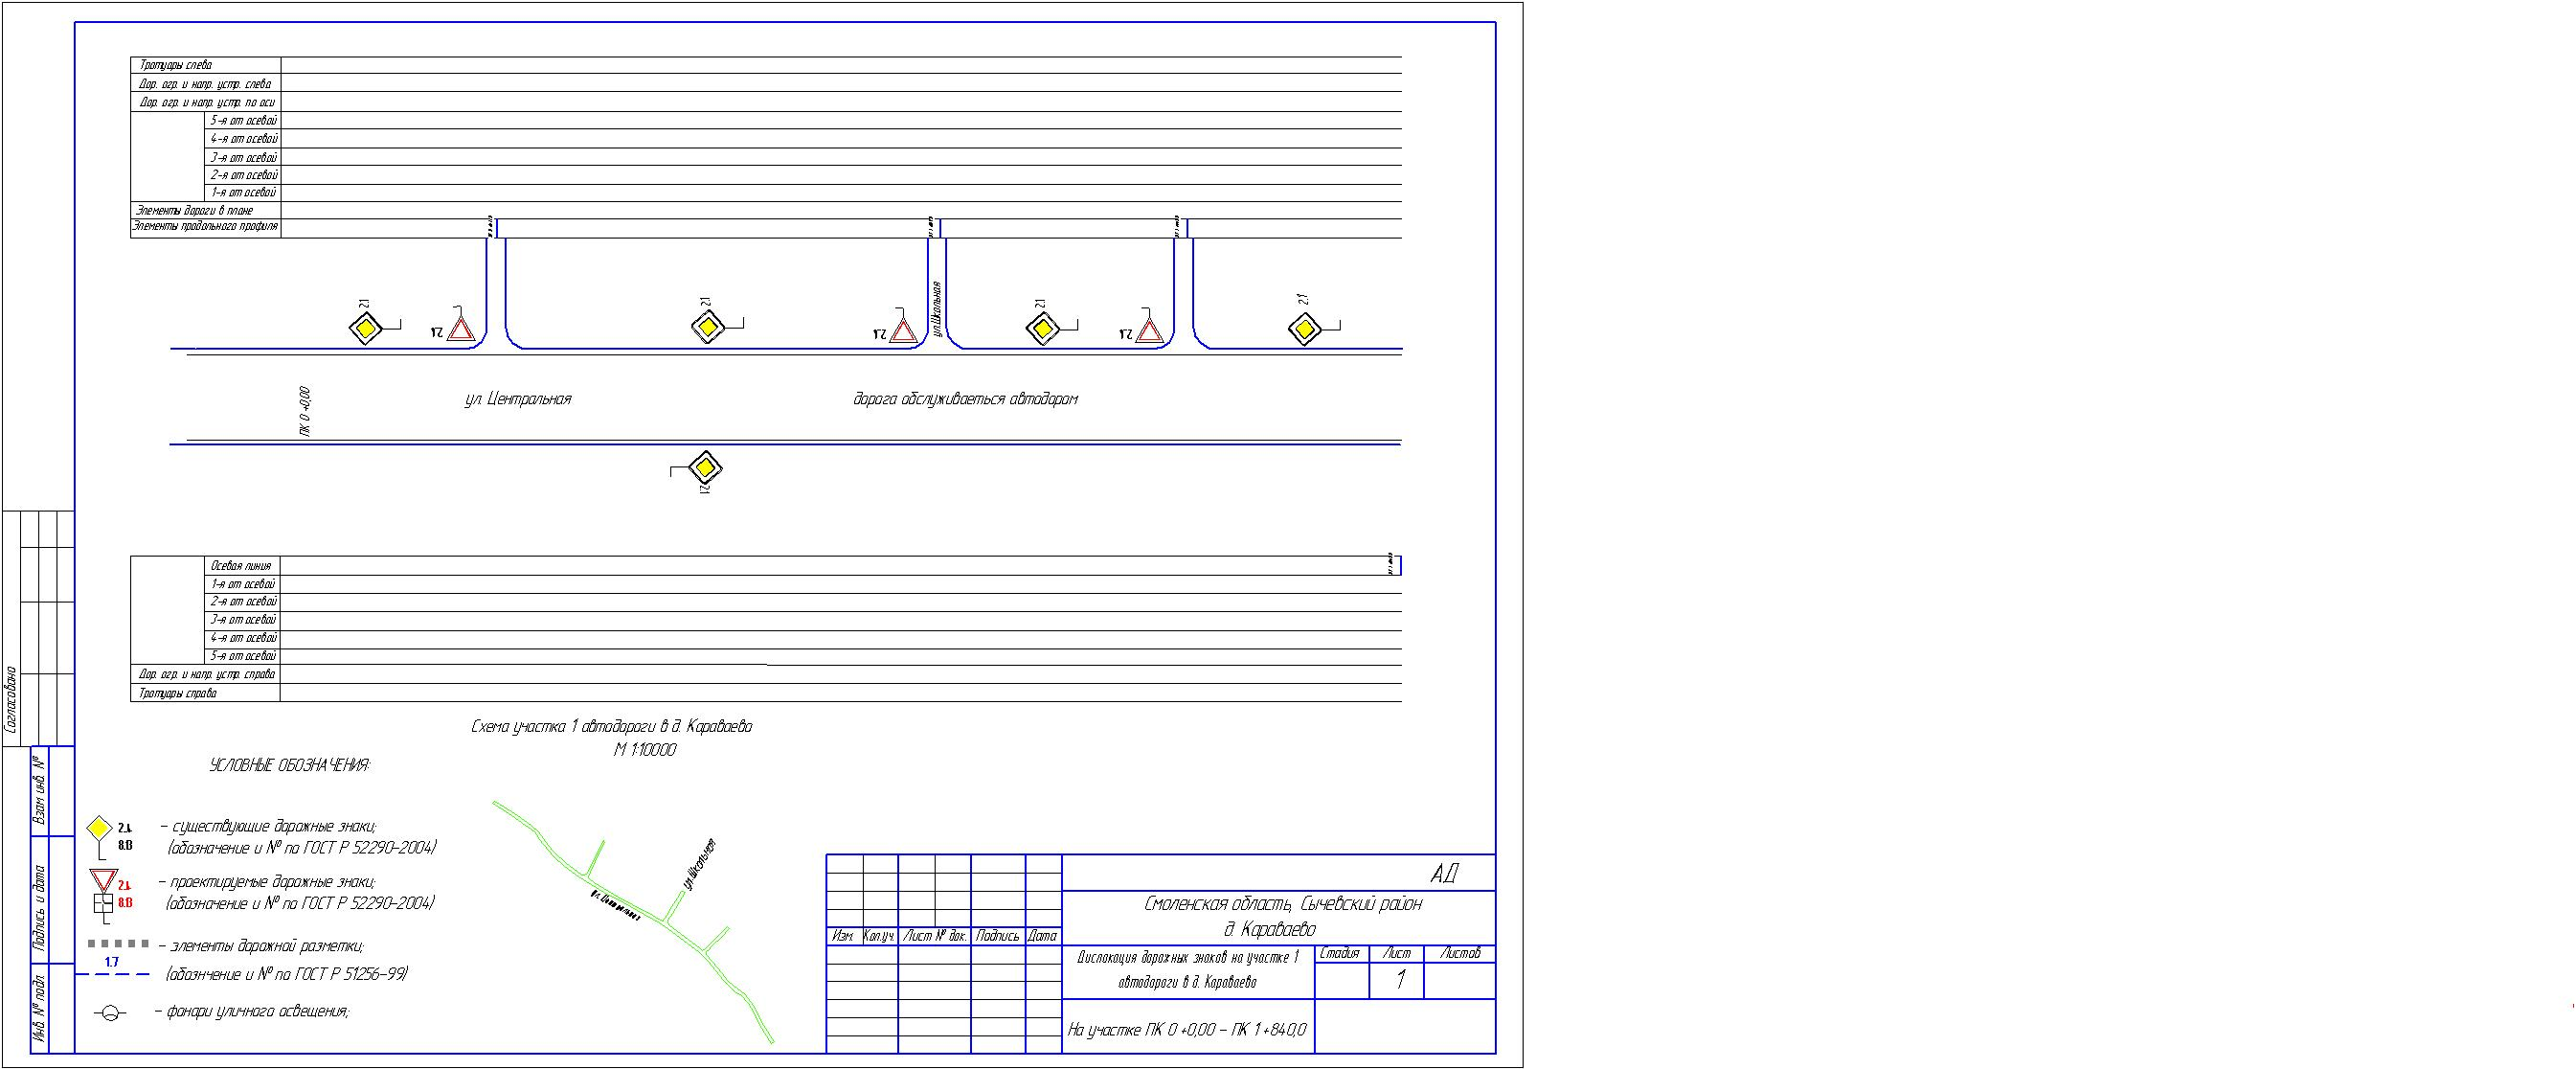 Тротуары слева
Дор. огр. и напр. устр. слева
Дор. огр. и напр. устр. по оси
5-я от осевой
4-я от осевой
3-я от осевой
2-я от осевой
1-я от осевой
Элементы дороги в плане
Элементы продольного профиля
2.1
2.4
2.1
2.4
ул.Школьная
2.1
2.4
2.1
ПК 0 +0,00
ул. Центральная
дорога обслуживаеться автодором
2.1
Осевая линия
1-я от осевой
2-я от осевой
3-я от осевой
4-я от осевой
5-я от осевой
Дор. огр. и напр. устр. справа
Тротуары справа
Согласовано
Взам. инв. №
Подпись и дата
Инв. № подл.
Схема участка 1 автодороги в д. Караваево
М 1:10000
УСЛОВНЫЕ ОБОЗНАЧЕНИЯ:
2.4
8.13
- существующие дорожные знаки;
(обозначение и № по ГОСТ Р 52290-2004)
2.4
8.13
- проектируемые дорожные знаки;
(обозначение и № по ГОСТ Р 52290-2004)
- элементы дорожной разметки;
1.7
(обознчение и № по ГОСТ Р 51256-99)
- фонари уличного освещения;
ул.Школьная
А.Д
Смоленская область, Сычевский район
д. Караваево
Изм. Кол.уч. Лист № док. Подпись Дата
Дислокация дорожных знаков на участке 1
автодороги в д. Караваево
Стадия Лист Листов
1
На участке ПК 0 +0,00 - ПК 1 +840,0